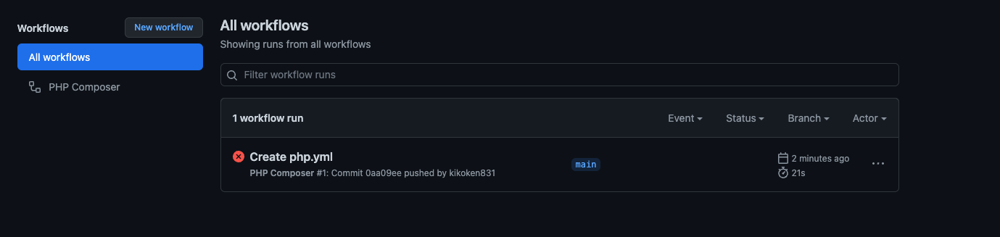 Workflows
New workflow
All workflows
PHP Composer
All workflows
Showing runs from all workflows
Filter workflow runs
1 workflow run
Event
Status
Branch
Actor
Create php.yml
PHP Composer #1: Commit 0aa09ee pushed by kikoken831
main
2 minutes ago
21s